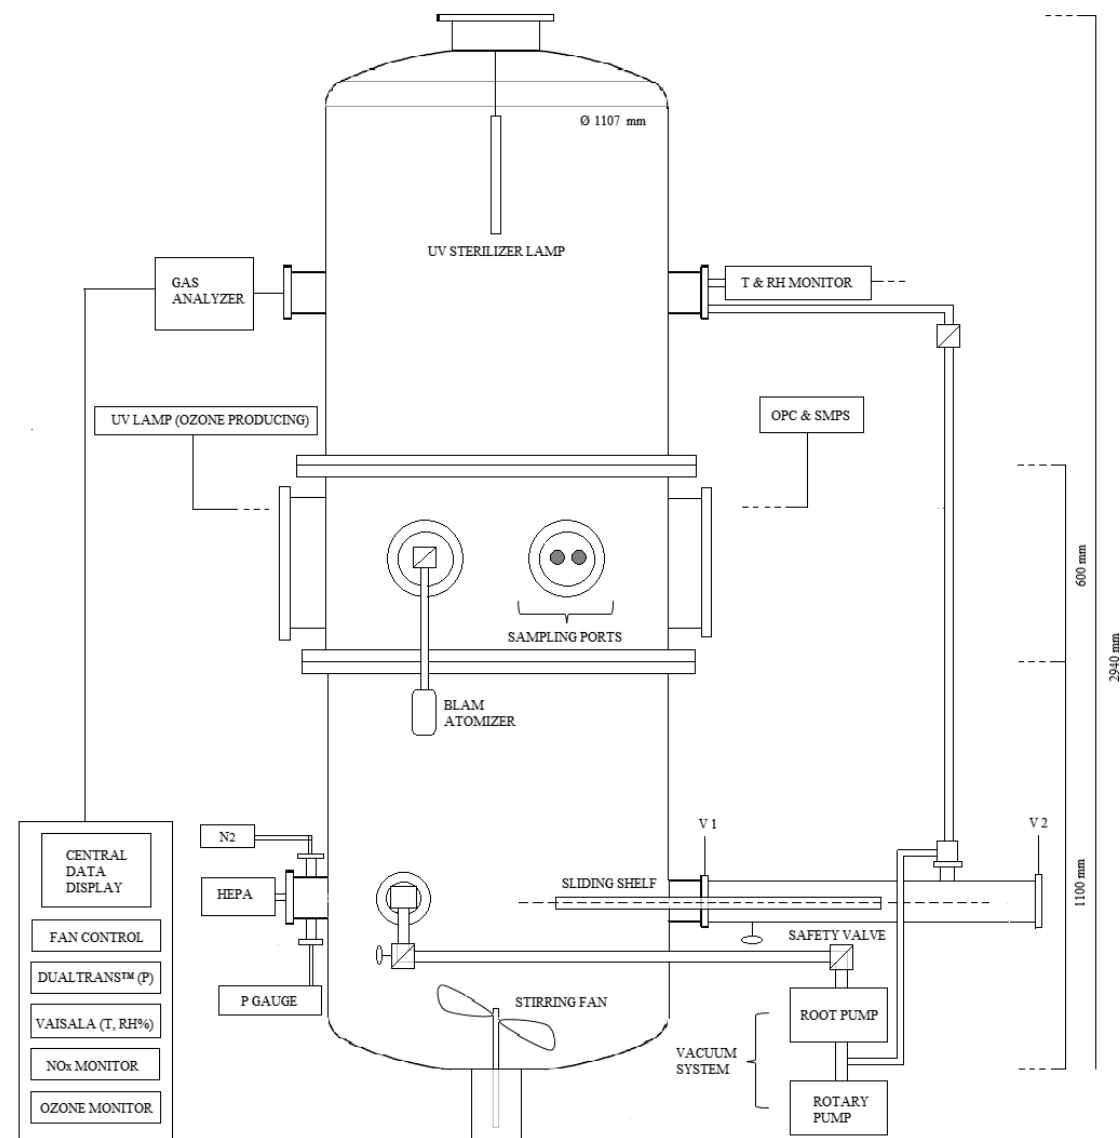 Ø 1107 mm
UV STERILIZER LAMP
GAS
ANALYZER
T & RH MONITOR
UV LAMP (OZONE PRODUCING)
OPC & SMPS
600 mm
2940 mm
SAMPLING PORTS
BLAM
ATOMIZER
V 1
V 2
N2
CENTRAL
DATA
DISPLAY
HEPA
SLIDING SHELF
1100 mm
FAN CONTROL
SAFETY VALVE
DUALTRANS™ (P)
P GAUGE
STIRRING FAN
ROOT PUMP
VAISALA (T, RH%)
VACUUM
SYSTEM
NOx MONITOR
OZONE MONITOR
ROTARY
PUMP